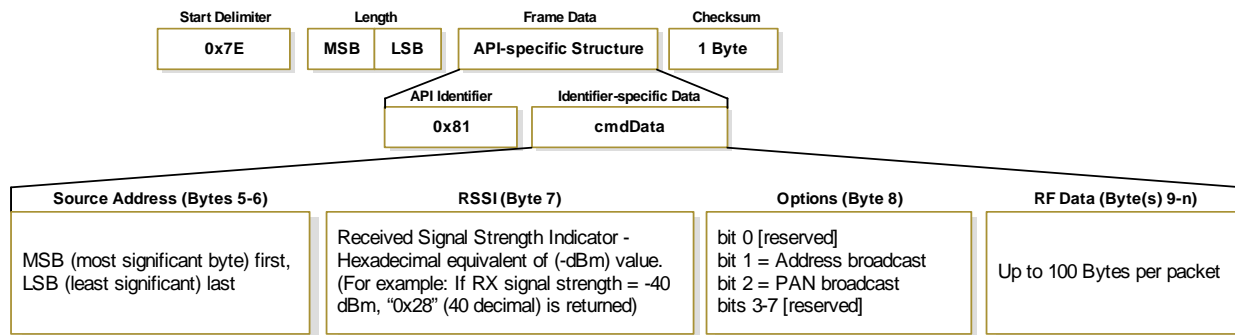 Start Delimiter Length Frame Data Checksum
0x7E MSB LSB API-specific Structure 1 Byte
API Identifier Identifier-specific Data
0x81 cmdData
Source Address (Bytes 5-6) RSSI (Byte 7) Options (Byte 8) RF Data (Byte(s) 9-n)
MSB (most significant byte) first,
LSB (least significant) last
Received Signal Strength Indicator -
Hexadecimal equivalent of (-dBm) value.
(For example: If RX signal strength = -40
dBm, “0x28” (40 decimal) is returned)
bit 0 [reserved]
bit 1 = Address broadcast
bit 2 = PAN broadcast
bits 3-7 [reserved]
Up to 100 Bytes per packet